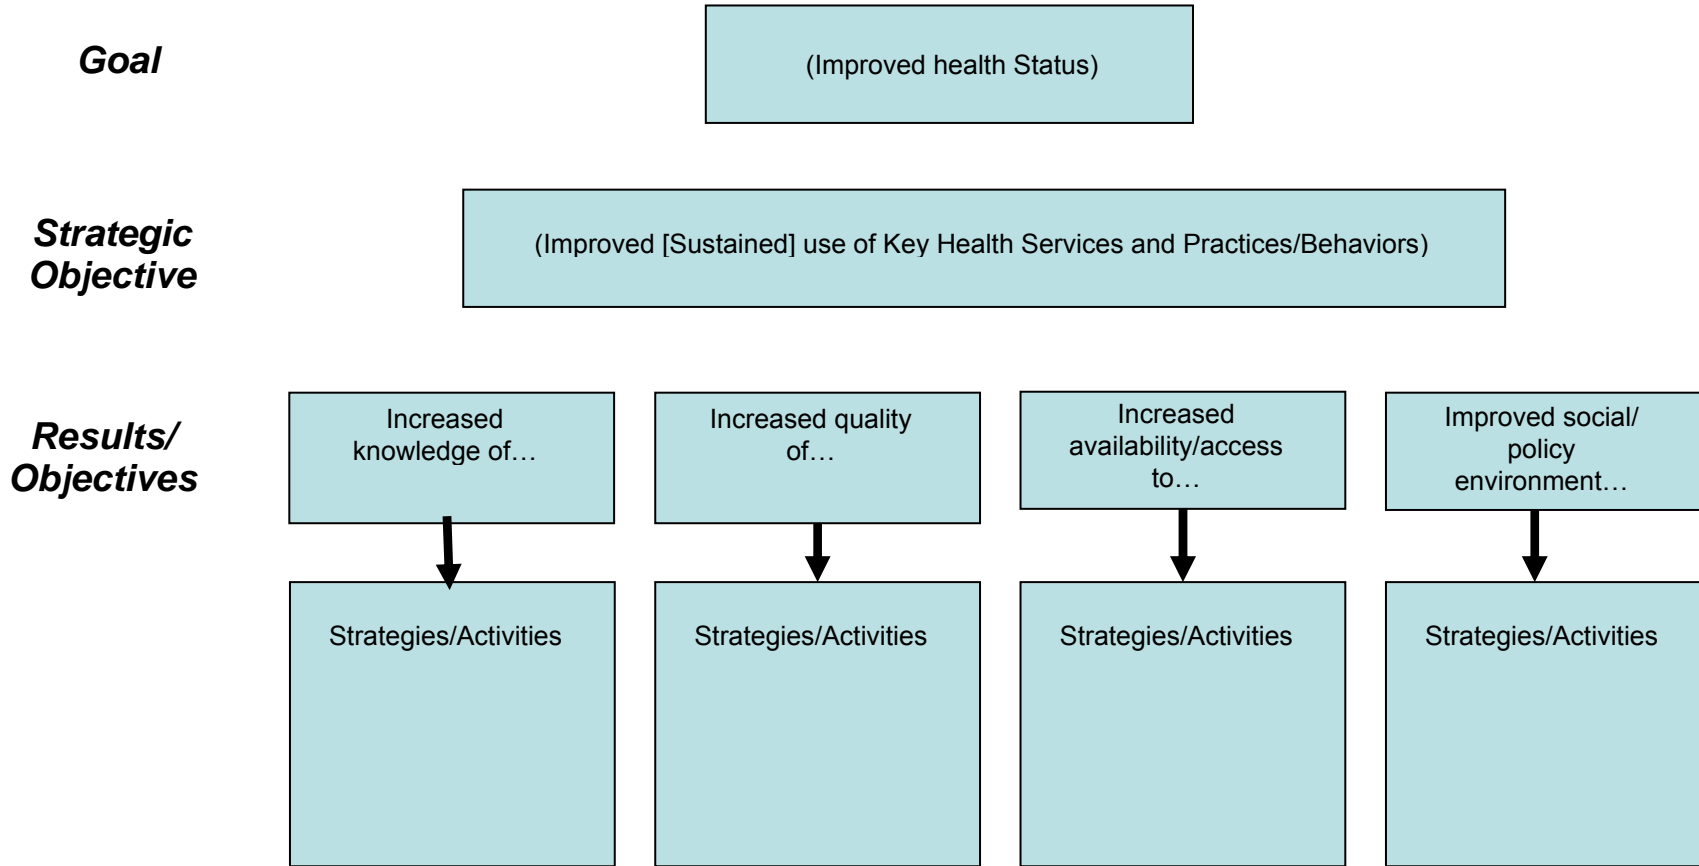 Goal
(Improved health Status)
Strategic
Objective
(Improved [Sustained] use of Key Health Services and Practices/Behaviors)
Results/
Objectives
Increased
knowledge of…
Increased quality
of…
Increased
availability/access
to…
Improved social/
policy
environment…
Strategies/Activities
Strategies/Activities
Strategies/Activities
Strategies/Activities